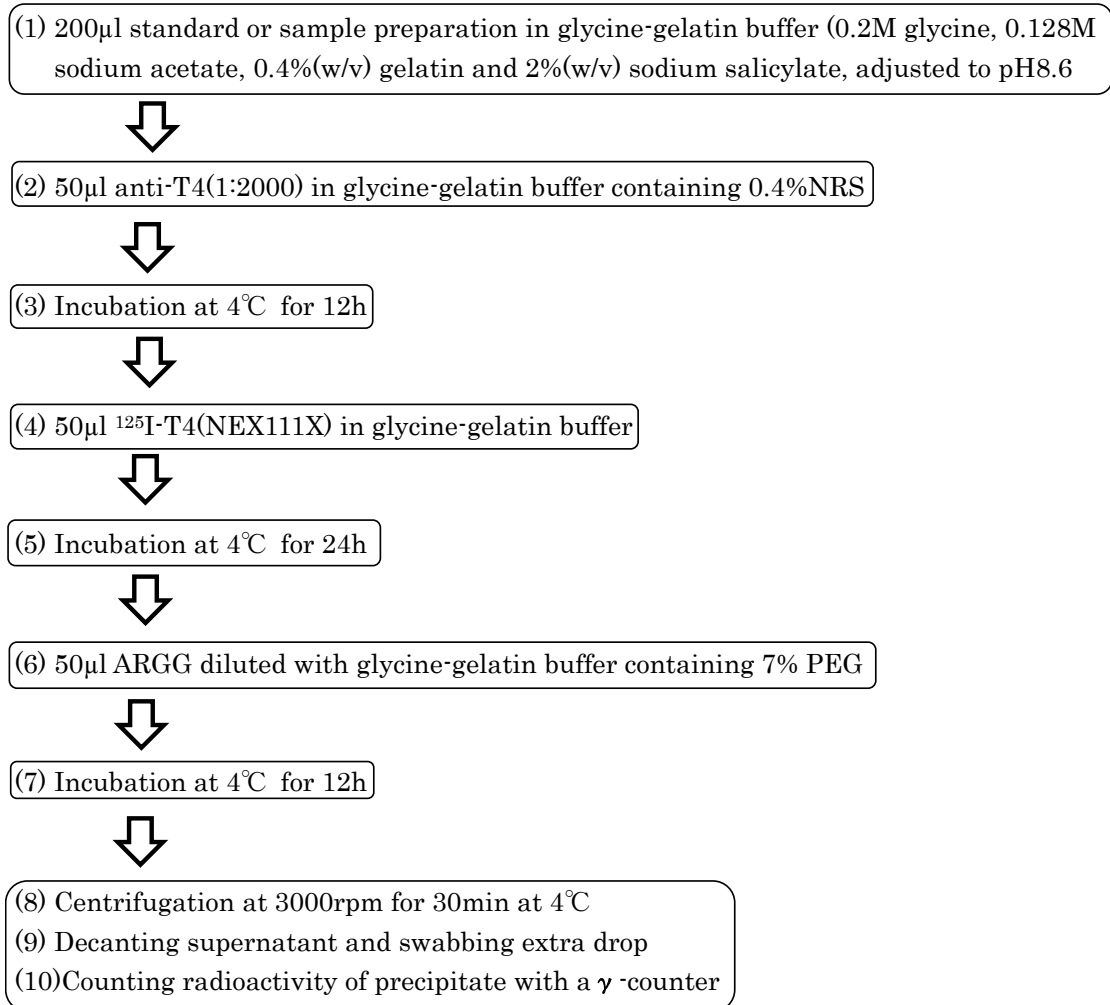 (1) 200µl standard or sample preparation in glycine-gelatin buffer (0.2M glycine, 0.128M
sodium acetate, 0.4%(w/v) gelatin and 2%(w/v) sodium salicylate, adjusted to pH8.6
(2) 50µl anti-T4(1:2000) in glycine-gelatin buffer containing 0.4%NRS
(3) Incubation at 4℃ for 12h
(4) 50µl ¹²⁵I-T4(NEX111X) in glycine-gelatin buffer
(5) Incubation at 4℃ for 24h
(6) 50µl ARGG diluted with glycine-gelatin buffer containing 7% PEG
(7) Incubation at 4℃ for 12h
(8) Centrifugation at 3000rpm for 30min at 4℃
(9) Decanting supernatant and swabbing extra drop
(10)Counting radioactivity of precipitate with a γ-counter